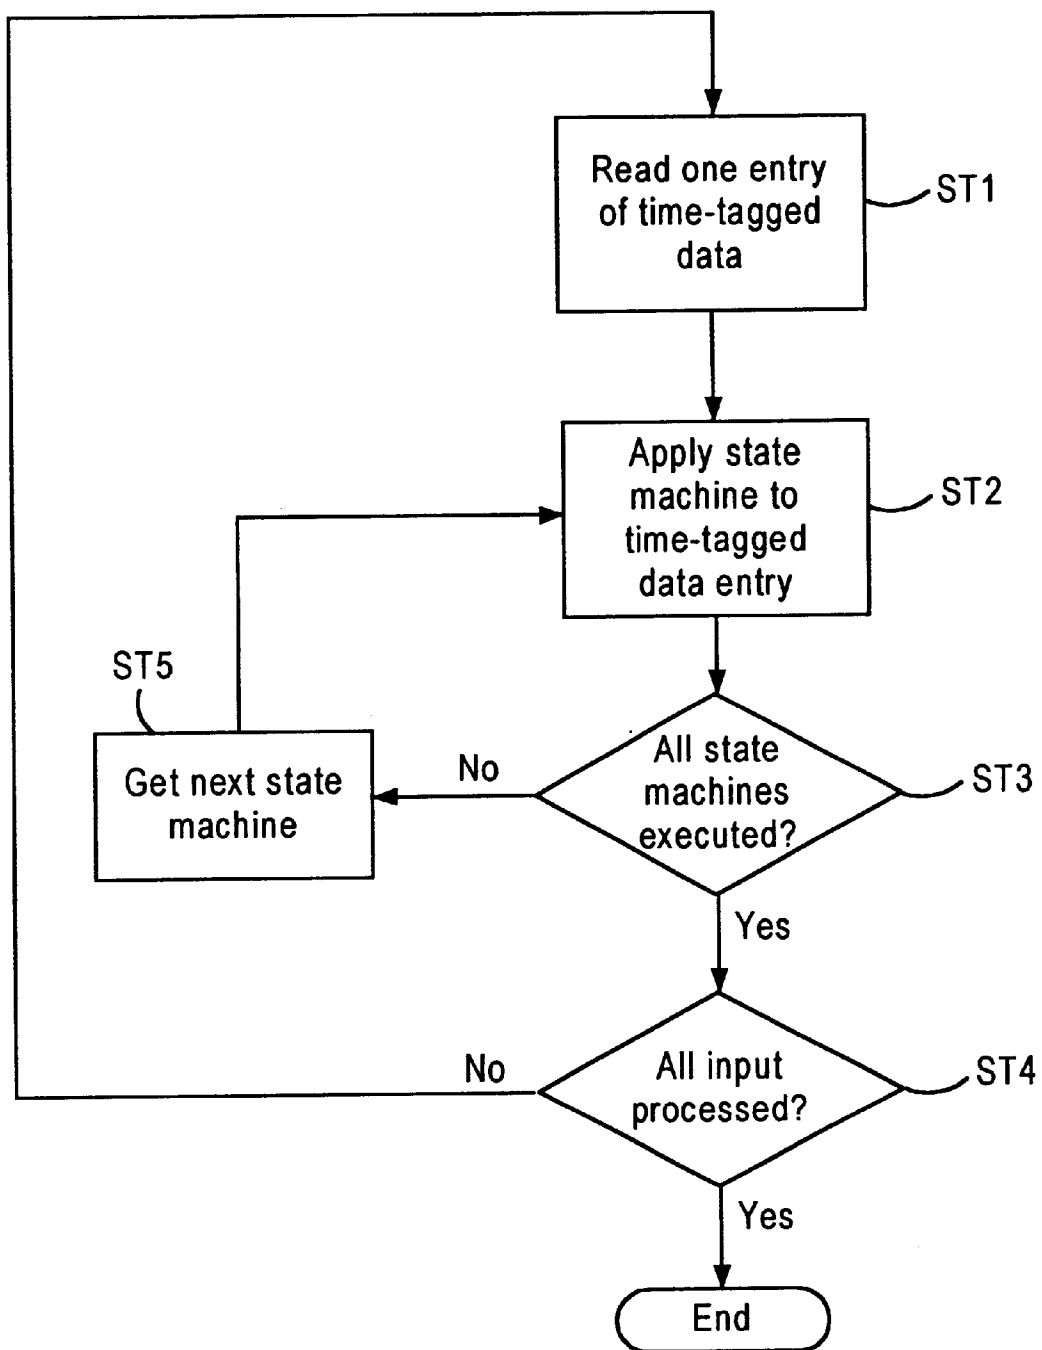 Read one entry
of time-tagged
data
ST1
Apply state
machine to
time-tagged
data entry
ST2
ST5
Get next state
machine
No
All state
machines
executed?
ST3
Yes
No
All input
processed?
ST4
Yes
End